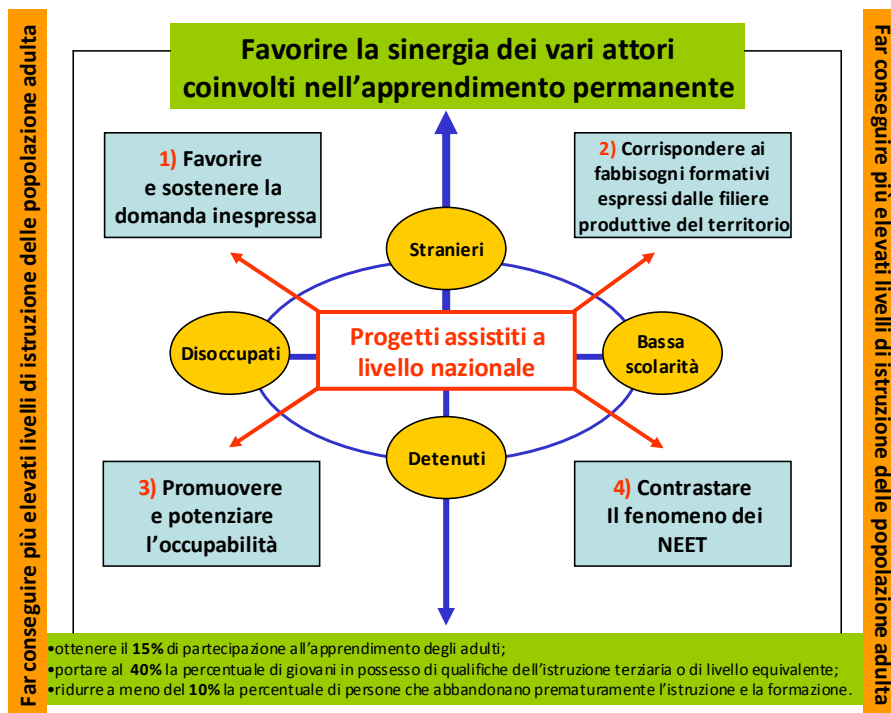 Far conseguire più elevati livelli di istruzione delle popolazione adulta
Favorire la sinergia dei vari attori
coinvolti nell’apprendimento permanente
1) Favorire
e sostenere la
domanda inespressa
2) Corrispondere ai
fabbisogni formativi
espressi dalle filiere
produttive del territorio
Stranieri
Disoccupati
Progetti assistiti a
livello nazionale
Bassa
scolarità
Detenuti
3) Promuovere
e potenziare
l’occupabilità
4) Contrastare
Il fenomeno dei
NEET
•ottenere il 15% di partecipazione all’apprendimento degli adulti;
•portare al 40% la percentuale di giovani in possesso di qualifiche dell’istruzione terziaria o di livello equivalente;
•ridurre a meno del 10% la percentuale di persone che abbandonano prematuramente l’istruzione e la formazione.
Far conseguire più elevati livelli di istruzione delle popolazione adulta